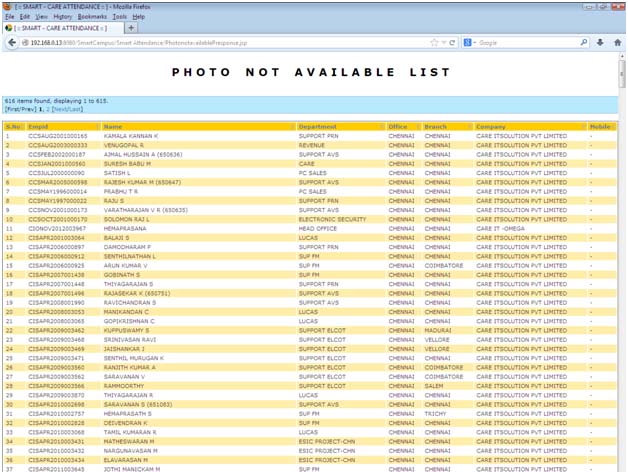 [ :: SMART - CARE ATTENDANCE :: ] - Mozilla Firefox
File Edit View History Bookmarks Tools Help
[ :: SMART - CARE ATTENDANCE :: ] +
Google
PHOTO NOT AVAILABLE LIST
616 items found, displaying 1 to 615.
[First/Prev] 1, 2 [Next/Last]
S.No EmpId Name Department Office Branch Company Mobile
1 CCSAUG2001000165 KAMALA KANNAN K SUPPORT PRN CHENNAI CHENNAI CARE ITSOLUTION PVT LIMITED -
2 CCSAUG2003000333 VENUGOPAL R REVENUE CHENNAI CHENNAI CARE ITSOLUTION PVT LIMITED -
3 CCSFEB2002000187 AJMAL HUSSAIN A (650636) SUPPORT AVS CHENNAI CHENNAI CARE ITSOLUTION PVT LIMITED -
4 CCSJAN2001000560 SURESH BABU M CARE CHENNAI CHENNAI CARE ITSOLUTION PVT LIMITED -
5 CCSJUL2000000090 SATISH L PC SALES CHENNAI CHENNAI CARE ITSOLUTION PVT LIMITED -
6 CCSMAR2005000598 RAJESH KUMAR M (650647) SUPPORT AVS CHENNAI CHENNAI CARE ITSOLUTION PVT LIMITED -
7 CCSMAY1996000014 PRABHU T R PC SALES CHENNAI CHENNAI CARE ITSOLUTION PVT LIMITED -
8 CCSMAY1997000022 RAJU S SUPPORT PRN CHENNAI CHENNAI CARE ITSOLUTION PVT LIMITED -
9 CCSNOV2001000173 VARATHARAJAN V R (650635) SUPPORT AVS CHENNAI CHENNAI CARE ITSOLUTION PVT LIMITED -
10 CCSOCT2001000170 SOLOMON RAJ L ELECTRONIC SECURITY CHENNAI CHENNAI CARE ITSOLUTION PVT LIMITED -
11 CIONOV2012003967 HEMAPRASANA HEAD OFFICE CHENNAI CHENNAI CARE IT -OMEGA -
12 CISAPR2001003064 BALAJI S LUCAS CHENNAI CHENNAI CARE ITSOLUTION PVT LIMITED -
13 CISAPR2006000897 DAMODHARAM P SUPPORT PRN CHENNAI CHENNAI CARE ITSOLUTION PVT LIMITED -
14 CISAPR2006000912 SENTHILNATHAN L SUP FM CHENNAI CHENNAI CARE ITSOLUTION PVT LIMITED -
15 CISAPR2006000925 ARUN KUMAR V SUP FM CHENNAI COIMBATORE CARE ITSOLUTION PVT LIMITED -
16 CISAPR2007001438 GOBINATH S SUP FM CHENNAI CHENNAI CARE ITSOLUTION PVT LIMITED -
17 CISAPR2007001448 THIYAGARAJAN S SUPPORT PRN CHENNAI CHENNAI CARE ITSOLUTION PVT LIMITED -
18 CISAPR2007001496 RAJASEKAR K (650751) SUPPORT AVS CHENNAI CHENNAI CARE ITSOLUTION PVT LIMITED -
19 CISAPR2008001990 RAVICHANDRAN S SUPPORT AVS CHENNAI CHENNAI CARE ITSOLUTION PVT LIMITED -
20 CISAPR2008003053 MANIKANDAN C LUCAS CHENNAI CHENNAI CARE ITSOLUTION PVT LIMITED -
21 CISAPR2008003065 GOPIKRISHNAN C LUCAS CHENNAI CHENNAI CARE ITSOLUTION PVT LIMITED -
22 CISAPR2009003462 KUPPUSWAMY S SUPPORT ELCOT CHENNAI MADURAI CARE ITSOLUTION PVT LIMITED -
23 CISAPR2009003468 SRINIVASAN RAVI SUPPORT ELCOT CHENNAI VELLORE CARE ITSOLUTION PVT LIMITED -
24 CISAPR2009003469 JAISHANKAR J SUPPORT ELCOT CHENNAI VELLORE CARE ITSOLUTION PVT LIMITED -
25 CISAPR2009003471 SENTHIL MURUGAN K SUPPORT ELCOT CHENNAI CHENNAI CARE ITSOLUTION PVT LIMITED -
26 CISAPR2009003560 RANJITH KUMAR A SUPPORT ELCOT CHENNAI COIMBATORE CARE ITSOLUTION PVT LIMITED -
27 CISAPR2009003562 SARAVANAN V SUPPORT ELCOT CHENNAI COIMBATORE CARE ITSOLUTION PVT LIMITED -
28 CISAPR2009003566 RAMMOORTHY SUPPORT ELCOT CHENNAI SALEM CARE ITSOLUTION PVT LIMITED -
29 CISAPR2009003870 THIYAGARAJAN R LUCAS CHENNAI CHENNAI CARE ITSOLUTION PVT LIMITED -
30 CISAPR2010002698 SARAVANAN S (651083) SUPPORT AVS CHENNAI CHENNAI CARE ITSOLUTION PVT LIMITED -
31 CISAPR2010002757 HEMAPRASATH S SUP FM CHENNAI TRICHY CARE ITSOLUTION PVT LIMITED -
32 CISAPR2010002828 DEIVENDRAN K SUP FM CHENNAI CHENNAI CARE ITSOLUTION PVT LIMITED -
33 CISAPR2010003068 TAMIL KUMARAN R LUCAS CHENNAI CHENNAI CARE ITSOLUTION PVT LIMITED -
34 CISAPR2010003431 MATHESWARAN M ESIC PROJECT-CHN CHENNAI CHENNAI CARE ITSOLUTION PVT LIMITED -
35 CISAPR2010003432 NARGUNAVASAN M ESIC PROJECT-CHN CHENNAI CHENNAI CARE ITSOLUTION PVT LIMITED -
36 CISAPR2010003434 ELAVARASAN M ESIC PROJECT-CHN CHENNAI CHENNAI CARE ITSOLUTION PVT LIMITED -
37 CISAPR2011003645 JOTHI MANICKAM M SUP FM CHENNAI CHENNAI CARE ITSOLUTION PVT LIMITED -